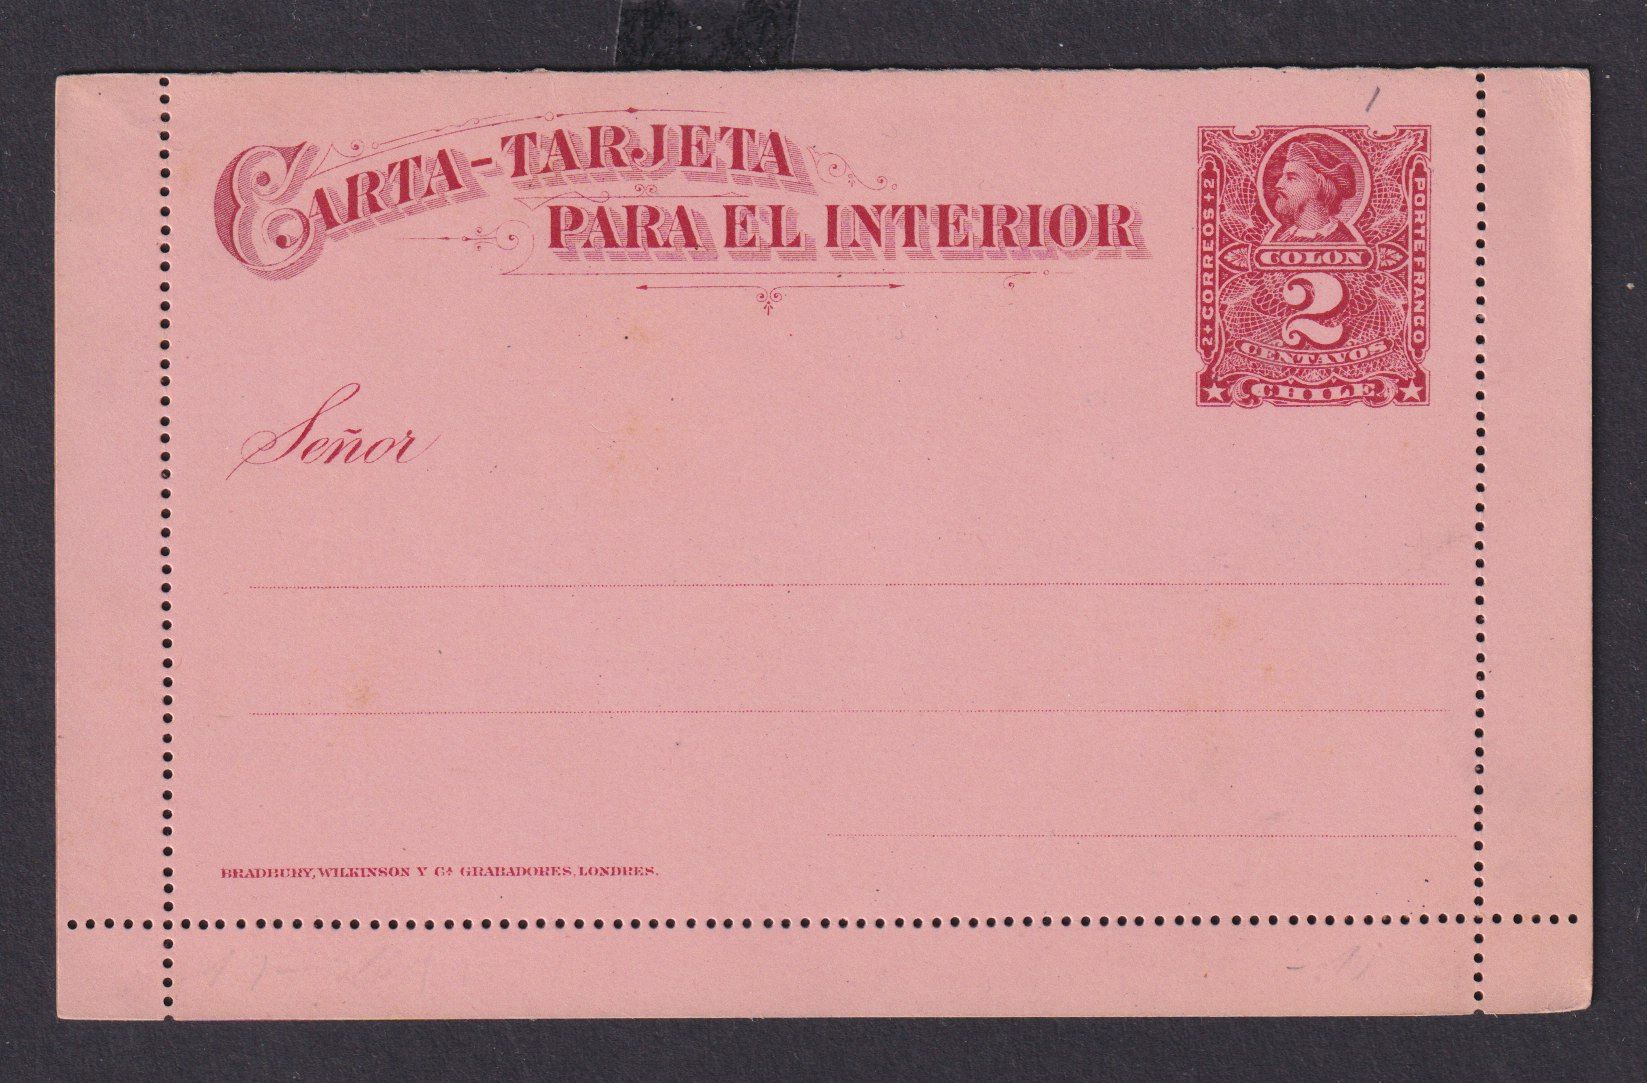 CARTA-TARJETA
PARA EL INTERIOR
2+CORREOS+2
PORTE FRANCO
COLON
2
CENTAVOS
CHILE
Señor
BRADBURY, WILKINSON Y Cᴬ GRABADORES, LONDRES.